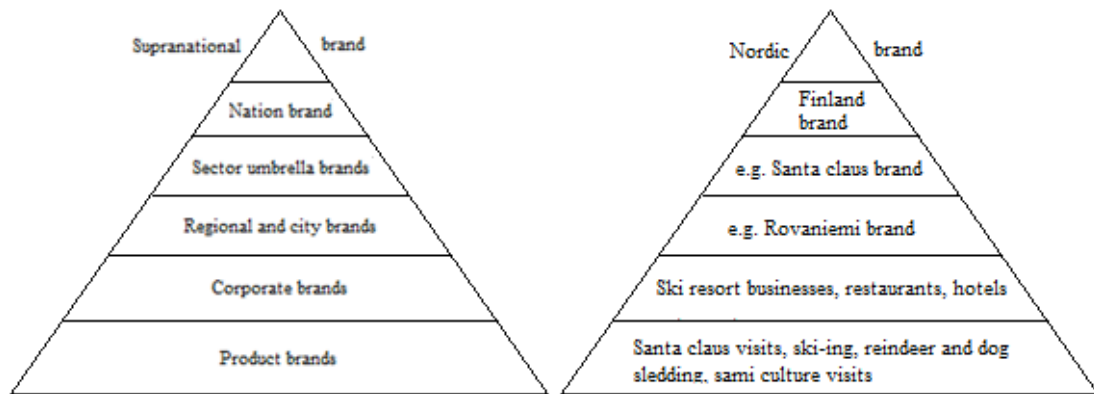 Supranational brand
Nation brand
Sector umbrella brands
Regional and city brands
Corporate brands
Product brands
Nordic brand
Finland
brand
e.g. Santa claus brand
e.g. Rovaniemi brand
Ski resort businesses, restaurants, hotels
Santa claus visits, ski-ing, reindeer and dog
sledding, sami culture visits